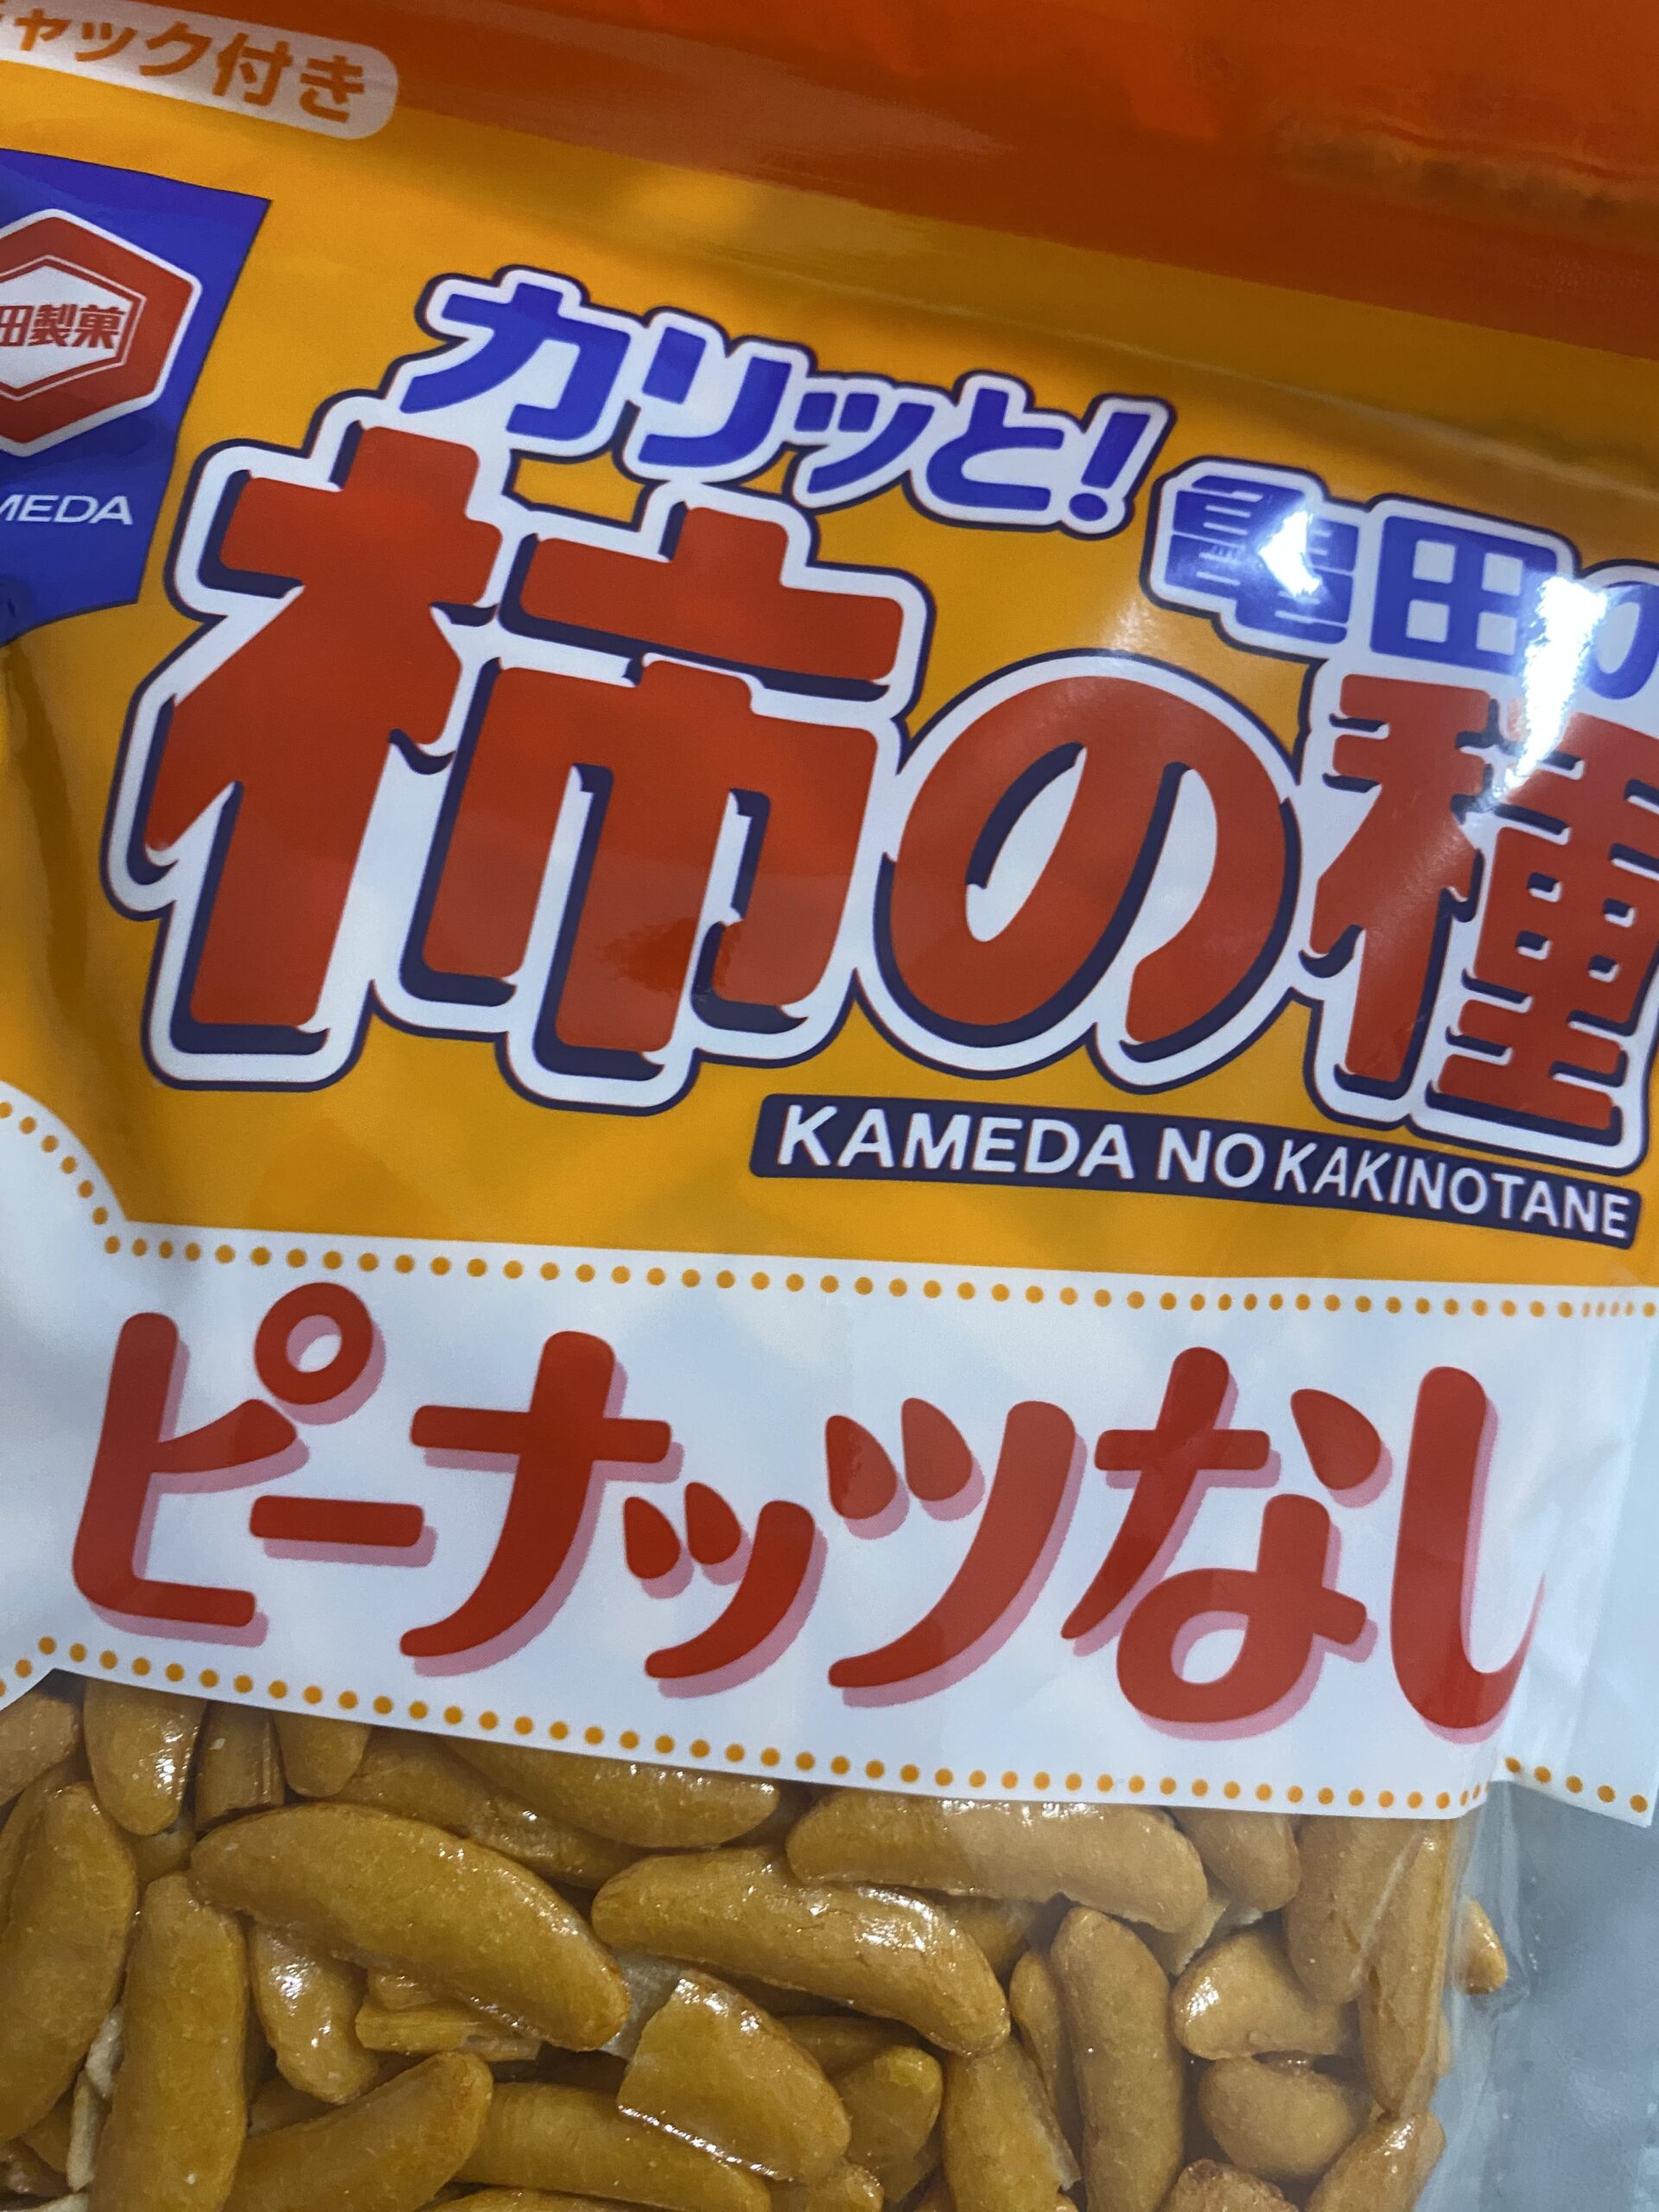 チャック付き
田製菓
MEDA
カリッと!
亀田の
柿の種
KAMEDA NO KAKINOTANE
ピーナッツなし